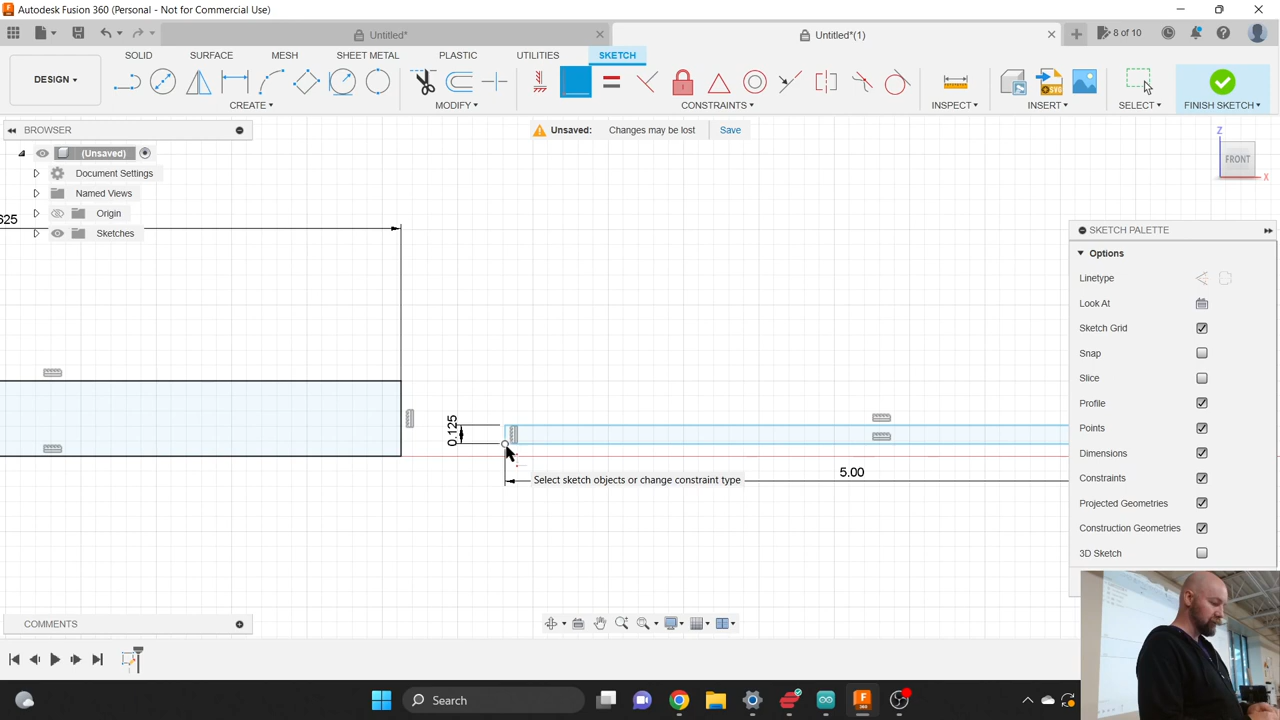 Autodesk Fusion 360 (Personal - Not for Commercial Use)
Untitled*
Untitled*(1)
8 of 10
SOLID
SURFACE
MESH
SHEET METAL
PLASTIC
UTILITIES
SKETCH
DESIGN
CREATE
MODIFY
CONSTRAINTS
INSPECT
INSERT
SELECT
FINISH SKETCH
SVG
BROWSER
Unsaved: Changes may be lost Save
(Unsaved)
Document Settings
Named Views
Origin
Sketches
Z
FRONT
X
625
SKETCH PALETTE
Options
Linetype
Look At
Sketch Grid
Snap
Slice
Profile
Points
Dimensions
Constraints
Projected Geometries
Construction Geometries
3D Sketch
0.125
5.00
Select sketch objects or change constraint type
COMMENTS
Search
F
360